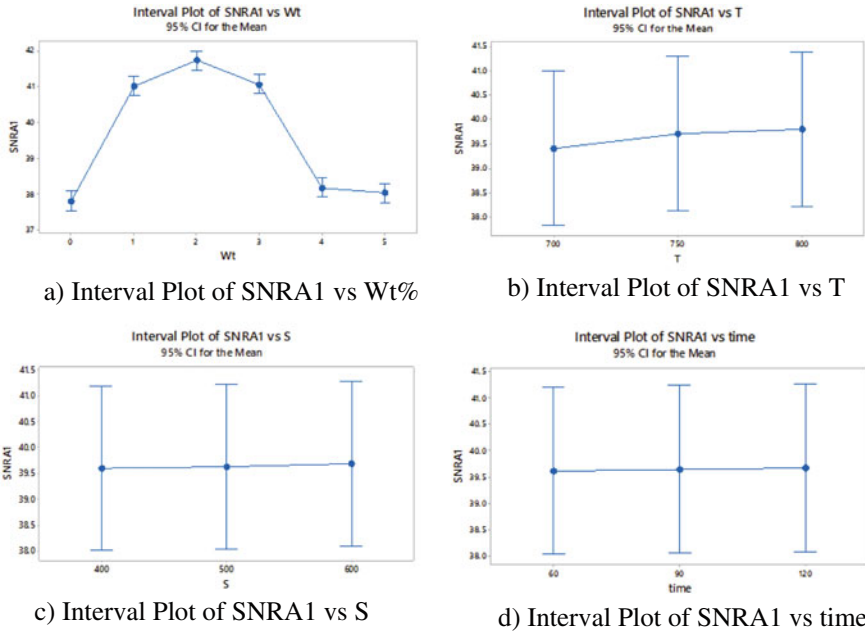 Interval Plot of SNRA1 vs Wt
95% CI for the Mean
42
41
40
39
38
37
SNRA1
0 1 2 3 4 5
Wt
a) Interval Plot of SNRA1 vs Wt%
Interval Plot of SNRA1 vs T
95% CI for the Mean
41.5
41.0
40.5
40.0
39.5
39.0
38.5
38.0
SNRA1
700 750 800
T
b) Interval Plot of SNRA1 vs T
Interval Plot of SNRA1 vs S
95% CI for the Mean
41.5
41.0
40.5
40.0
39.5
39.0
38.5
38.0
SNRA1
400 500 600
S
c) Interval Plot of SNRA1 vs S
Interval Plot of SNRA1 vs time
95% CI for the Mean
41.5
41.0
40.5
40.0
39.5
39.0
38.5
38.0
SNRA1
60 90 120
time
d) Interval Plot of SNRA1 vs time